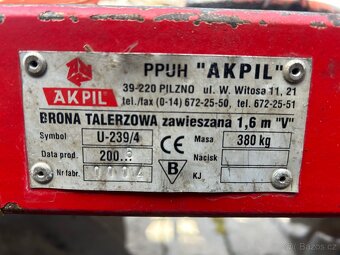 PPUH "AKPIL"
AKPIL
39-220 PILZNO ul. W. Witosa 11, 21
tel./fax (0-14) 672-25-50, tel. 672-25-51
BRONA TALERZOWA zawieszana 1,6 m "V"
Symbol U-239/4 CE Masa 380 kg
Data prod. 200 B Nacisk
Nr fabr. KJ